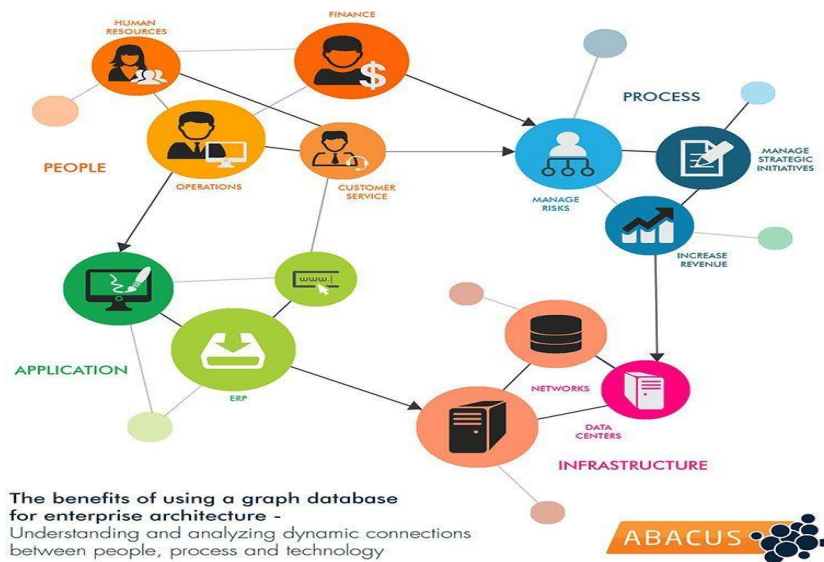 HUMAN
RESOURCES
FINANCE
PROCESS
PEOPLE
OPERATIONS
CUSTOMER
SERVICE
MANAGE
RISKS
MANAGE
STRATEGIC
INITIATIVES
INCREASE
REVENUE
www.
APPLICATION
ERP
NETWORKS
DATA
CENTERS
INFRASTRUCTURE
The benefits of using a graph database
for enterprise architecture -
Understanding and analyzing dynamic connections
between people, process and technology
ABACUS